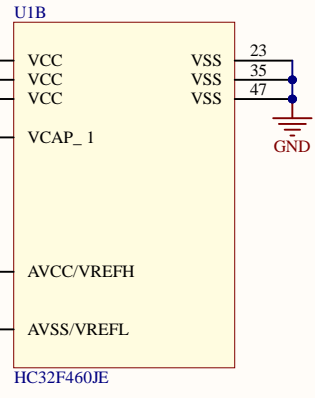 U1B
VCC VSS 23
VCC VSS 35
VCC VSS 47
VCAP_ 1
GND
AVCC/VREFH
AVSS/VREFL
HC32F460JE